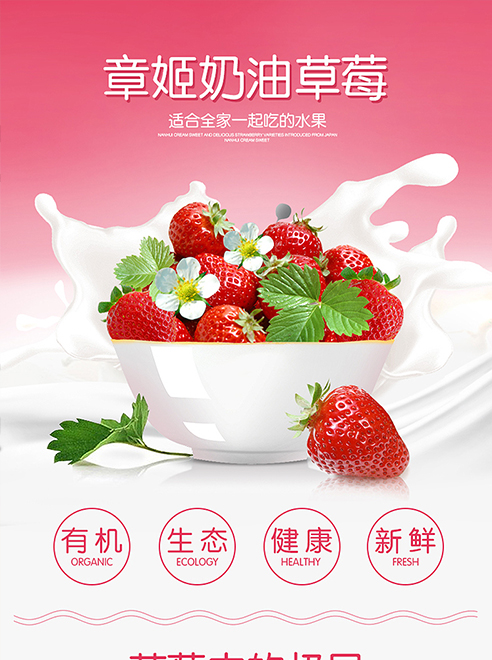 章姬奶油草莓
适合全家一起吃的水果
NANHUI CREAM SWEET AND DELICIOUS STRAWBERRY VARIETIES INTRODUCED FROM JAPAN
NANHUI CREAM SWEET
有机 生态 健康 新鲜
ORGANIC ECOLOGY HEALTHY FRESH